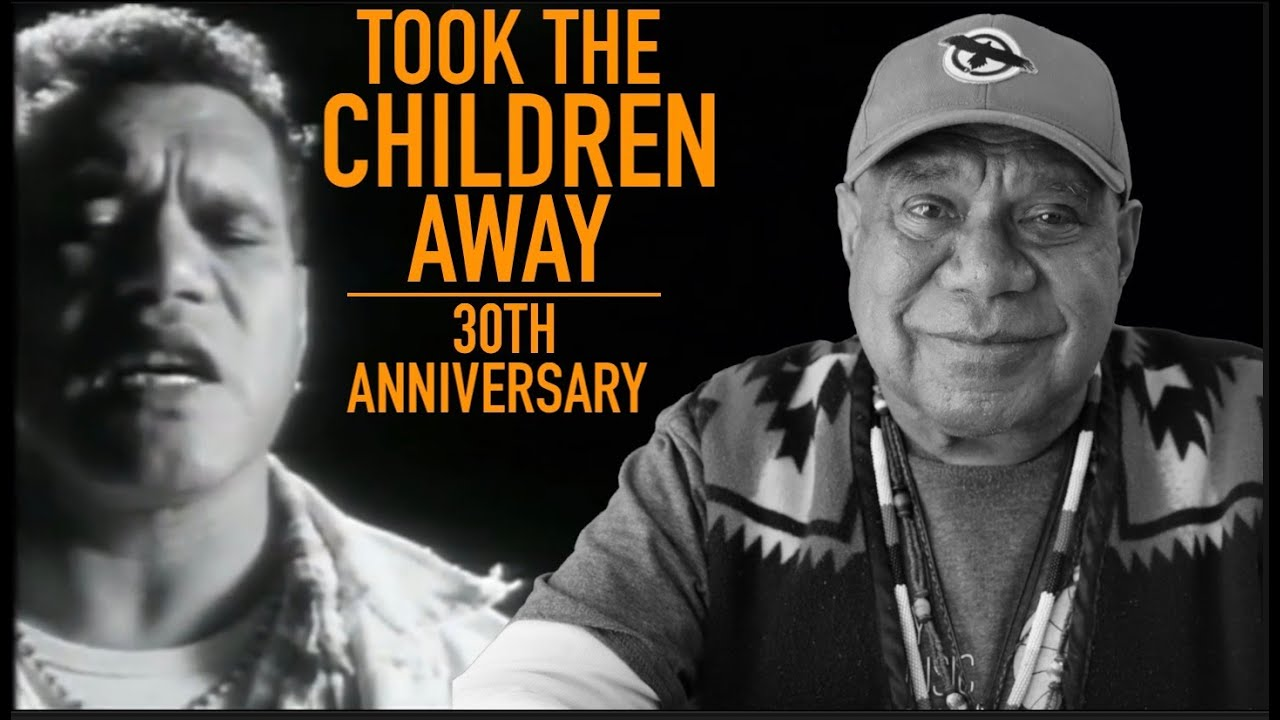 TOOK THE
CHILDREN
AWAY
30TH
ANNIVERSARY